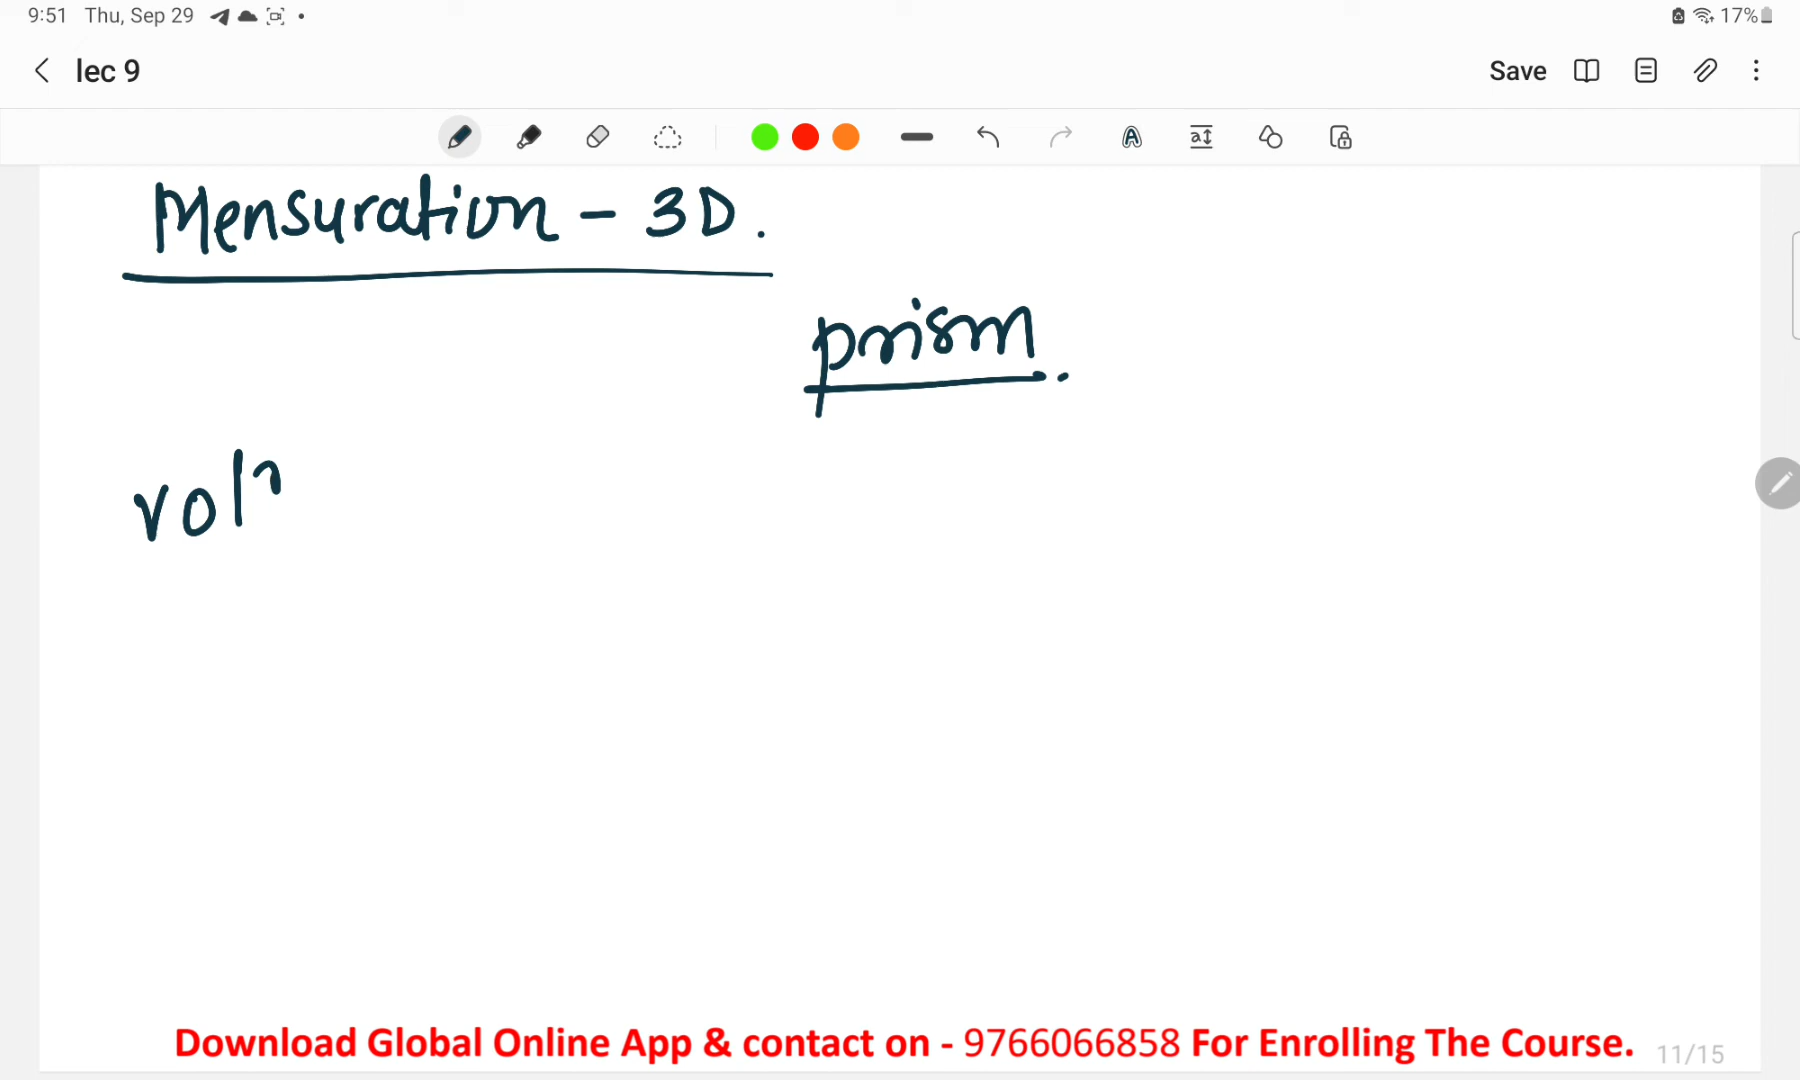 9:51 Thu, Sep 29 17%
lec 9 Save
Mensuration - 3D.
prism.
vol
Download Global Online App & contact on - 9766066858 For Enrolling The Course.
11/15